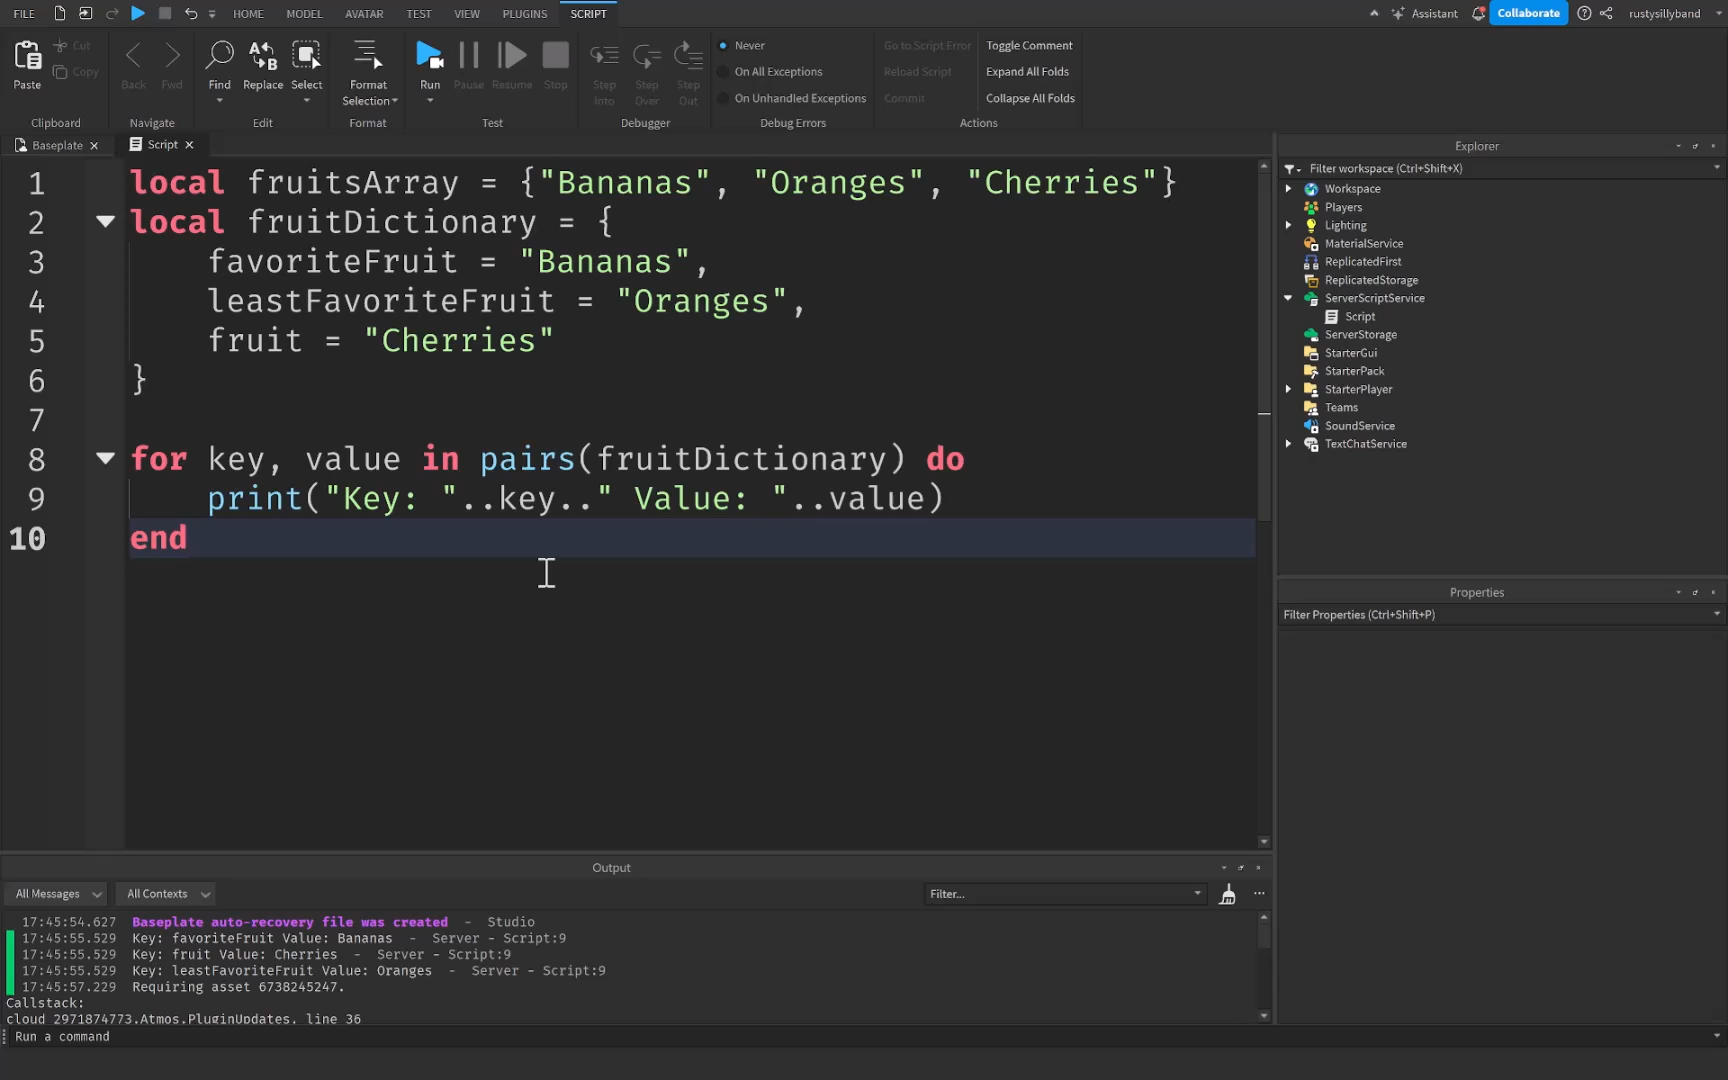 FILE HOME MODEL AVATAR TEST VIEW PLUGINS SCRIPT Assistant Collaborate rustysillyband
Paste Cut Copy Back Fwd Find Replace Select Format Selection Run Pause Resume Stop Step Into Step Over Step Out
Never
On All Exceptions
On Unhandled Exceptions
Go to Script Error
Reload Script
Commit
Toggle Comment
Expand All Folds
Collapse All Folds
Clipboard Navigate Edit Format Test Debugger Debug Errors Actions
Baseplate Script
1 local fruitsArray = {"Bananas", "Oranges", "Cherries"}
2 local fruitDictionary = {
3 favoriteFruit = "Bananas",
4 leastFavoriteFruit = "Oranges",
5 fruit = "Cherries"
6 }
7
8 for key, value in pairs(fruitDictionary) do
9 print("Key: "..key.." Value: "..value)
10 end
Explorer
Filter workspace (Ctrl+Shift+X)
Workspace
Players
Lighting
MaterialService
ReplicatedFirst
ReplicatedStorage
ServerScriptService
Script
ServerStorage
StarterGui
StarterPack
StarterPlayer
Teams
SoundService
TextChatService
Properties
Filter Properties (Ctrl+Shift+P)
Output
All Messages All Contexts Filter...
17:45:54.627 Baseplate auto-recovery file was created - Studio
17:45:55.529 Key: favoriteFruit Value: Bananas - Server - Script:9
17:45:55.529 Key: fruit Value: Cherries - Server - Script:9
17:45:55.529 Key: leastFavoriteFruit Value: Oranges - Server - Script:9
17:45:57.229 Requiring asset 6738245247.
Callstack:
cloud_2971874773.Atmos.PluginUpdates, line 36
Run a command